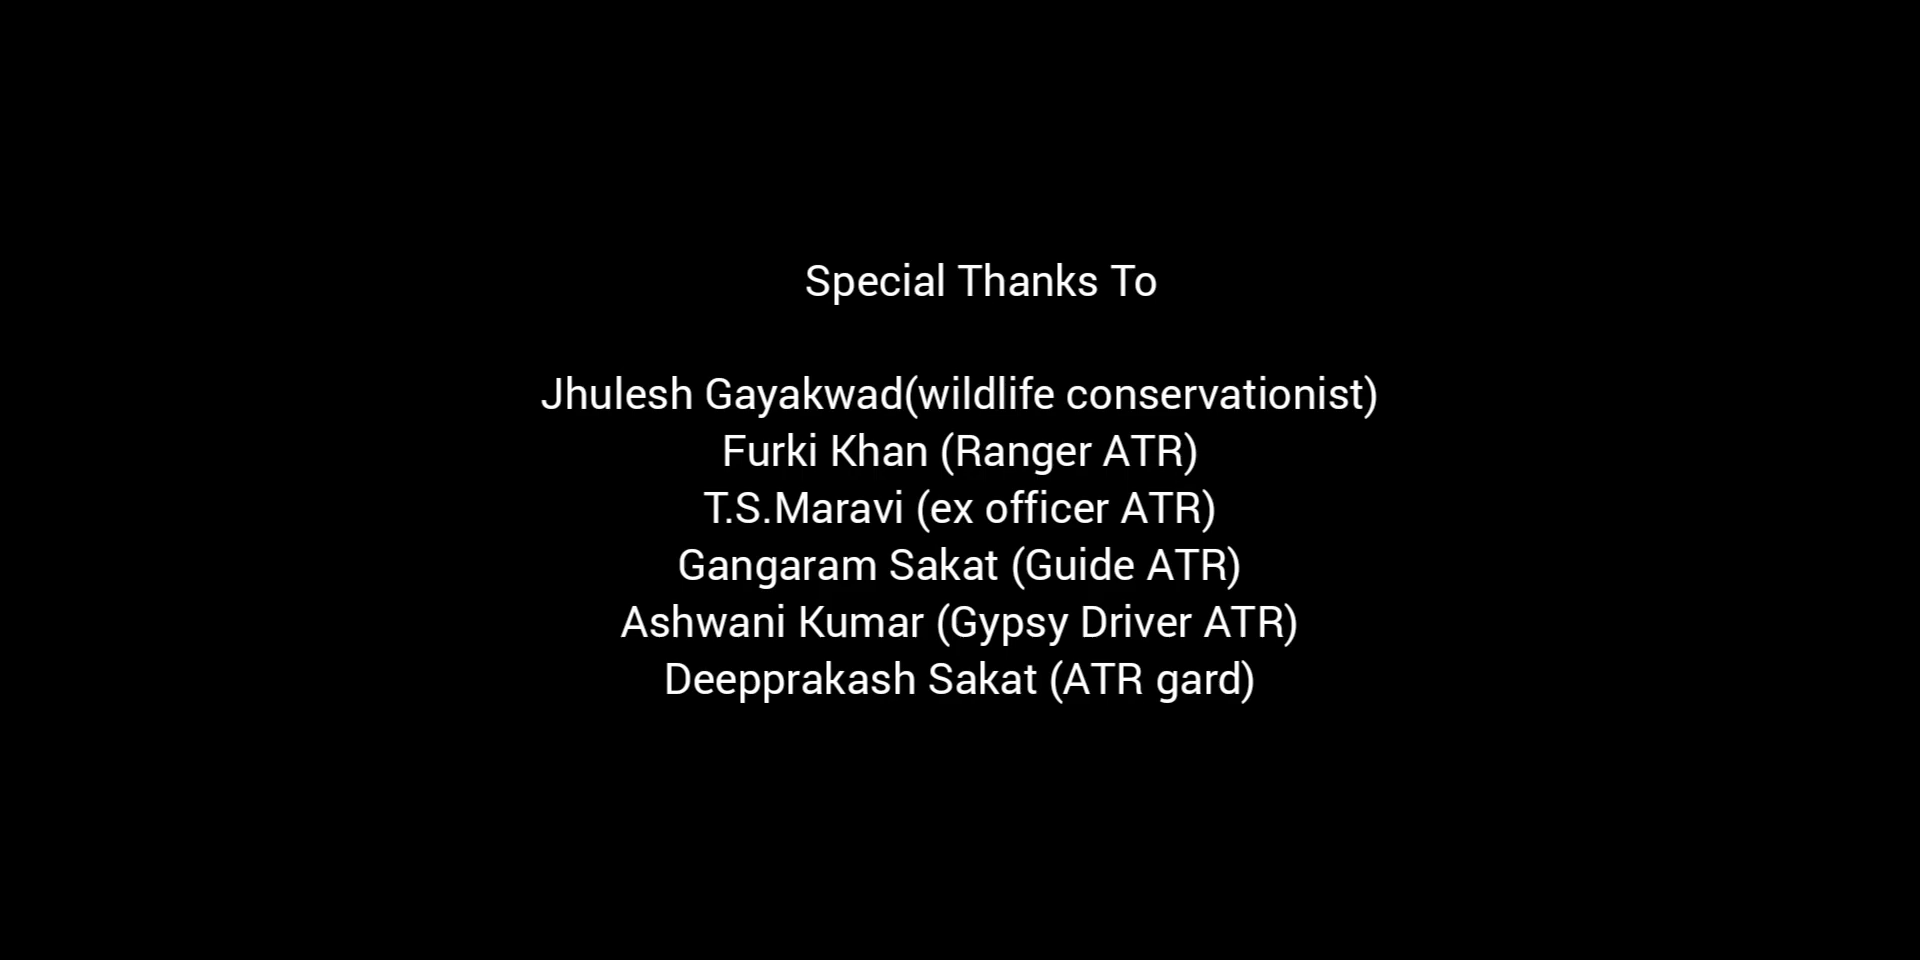 Special Thanks To
Jhulesh Gayakwad(wildlife conservationist)
Furki Khan (Ranger ATR)
T.S.Maravi (ex officer ATR)
Gangaram Sakat (Guide ATR)
Ashwani Kumar (Gypsy Driver ATR)
Deepprakash Sakat (ATR gard)